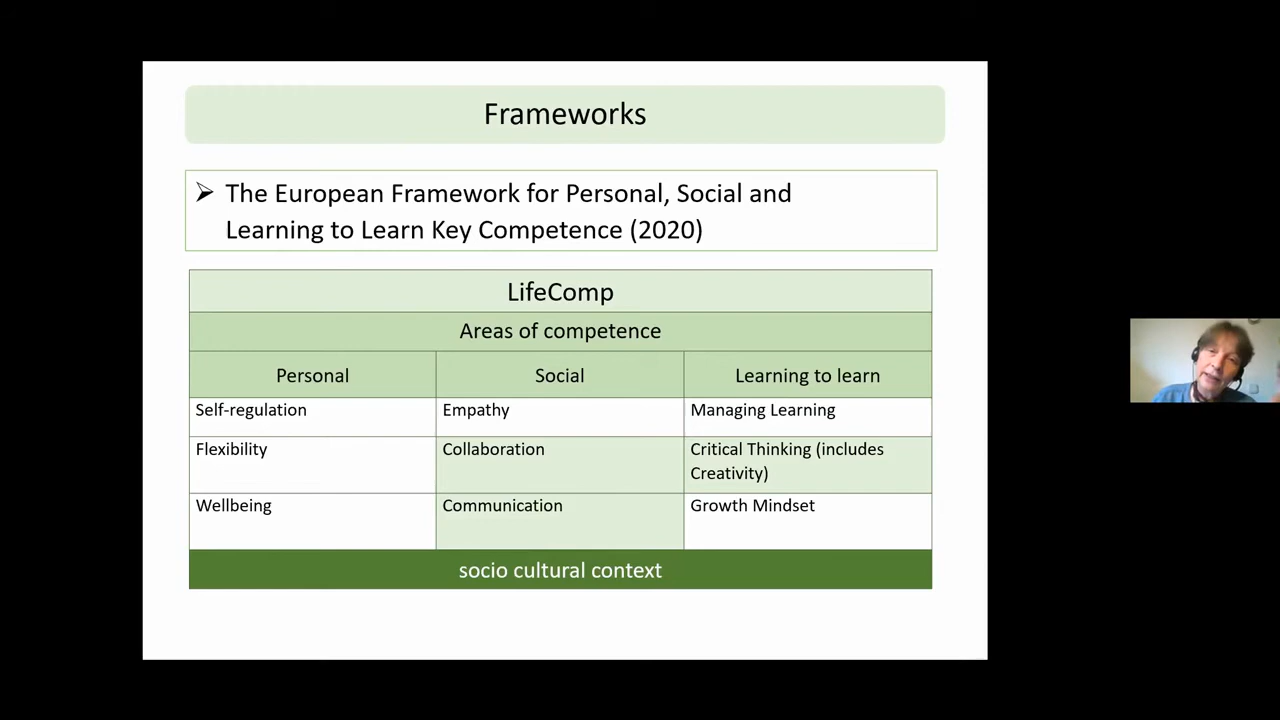 Frameworks
➢ The European Framework for Personal, Social and
Learning to Learn Key Competence (2020)
LifeComp
Areas of competence
Personal Social Learning to learn
Self-regulation Empathy Managing Learning
Flexibility Collaboration Critical Thinking (includes
Creativity)
Wellbeing Communication Growth Mindset
socio cultural context